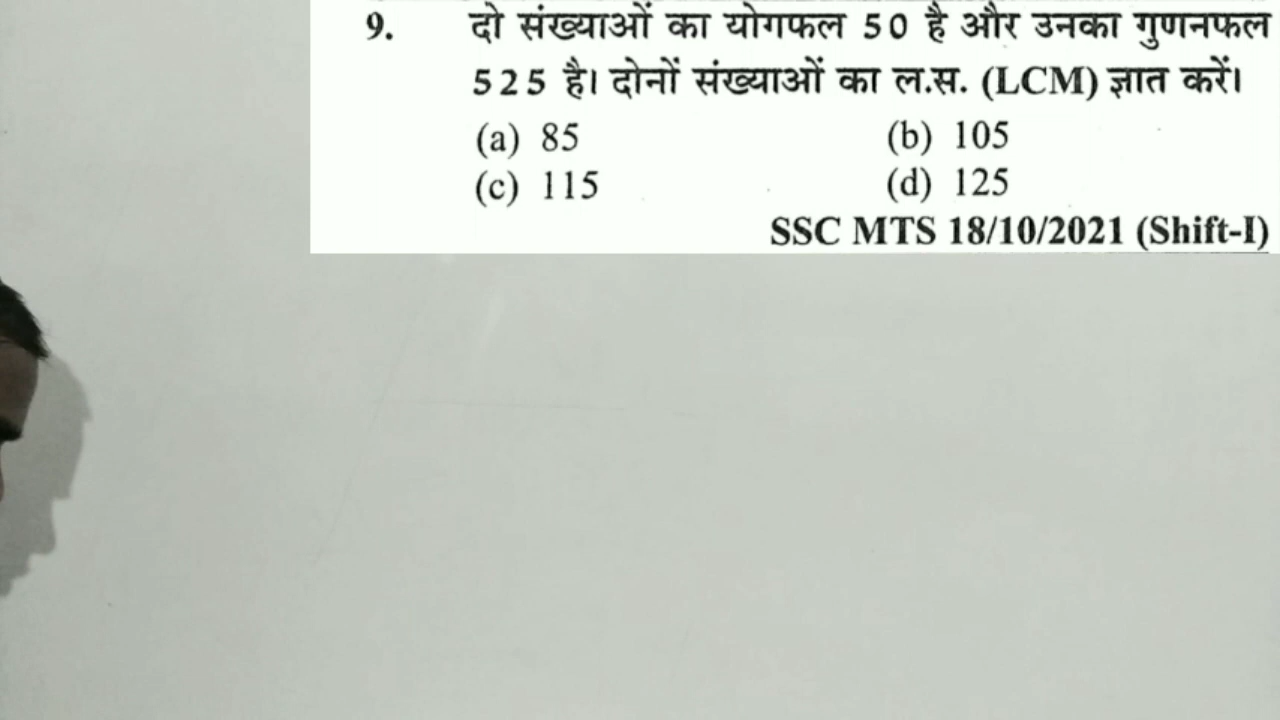 9. दो संख्याओं का योगफल 50 है और उनका गुणनफल
525 है। दोनों संख्याओं का ल.स. (LCM) ज्ञात करें।
(a) 85 (b) 105
(c) 115 (d) 125
SSC MTS 18/10/2021 (Shift-I)